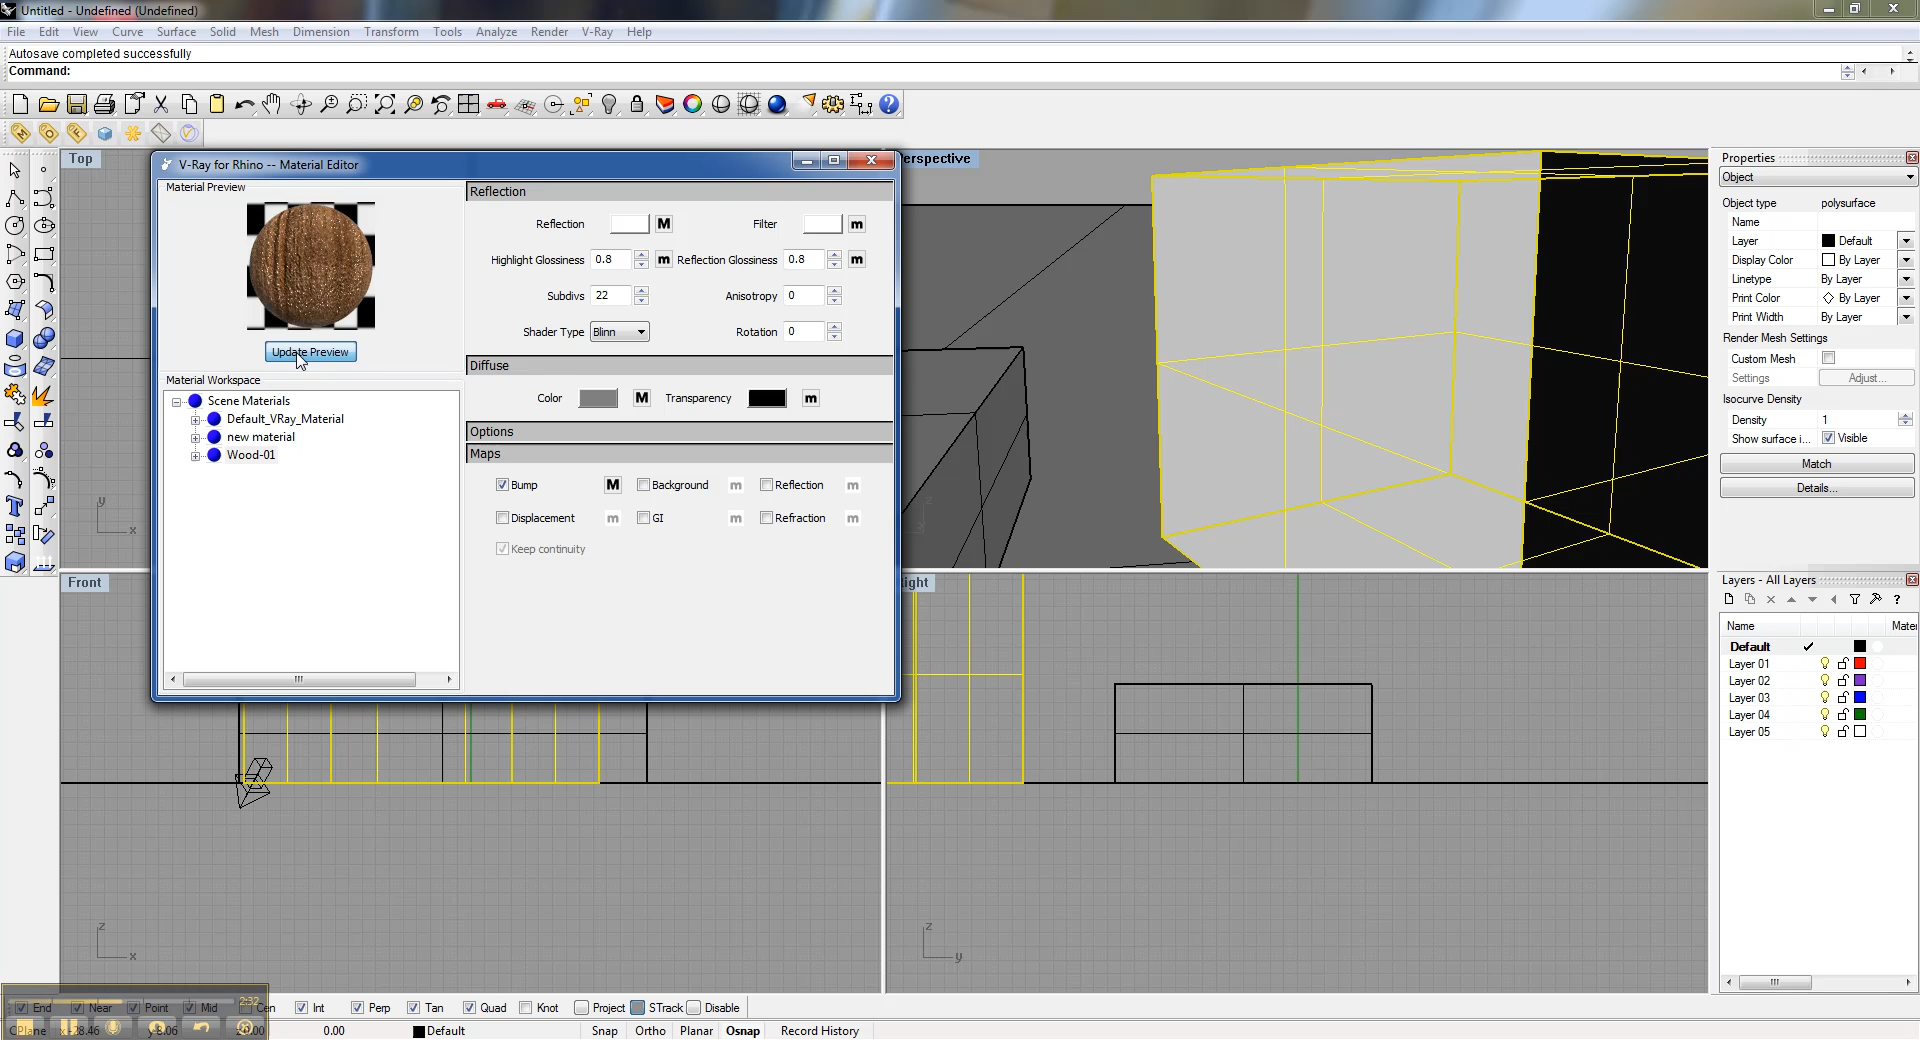 Untitled - Undefined (Undefined)
File Edit View Curve Surface Solid Mesh Dimension Transform Tools Analyze Render V-Ray Help
Autosave completed successfully
Command:
Top
V-Ray for Rhino -- Material Editor
Material Preview
Update Preview
Material Workspace
Scene Materials
Default_VRay_Material
new material
Wood-01
Reflection
Reflection M Filter m
Highlight Glossiness 0.8 m Reflection Glossiness 0.8 m
Subdivs 22 Anisotropy 0
Shader Type Blinn Rotation 0
Diffuse
Color M Transparency m
Options
Maps
Bump M Background m Reflection m
Displacement m GI m Refraction m
Keep continuity
erspective
Properties
Object
Object type polysurface
Name
Layer Default
Display Color By Layer
Linetype By Layer
Print Color By Layer
Print Width By Layer
Render Mesh Settings
Custom Mesh
Settings Adjust...
Isocurve Density
Density 1
Show surface i... Visible
Match
Details...
Layers - All Layers
Name Mater
Default
Layer 01
Layer 02
Layer 03
Layer 04
Layer 05
y
x
Front
z
x
ight
z
y
End Near Point Mid Cen Int Perp Tan Quad Knot Project STrack Disable
2:32
CPlane x -28.46 y-8.06 0.00 Default Snap Ortho Planar Osnap Record History